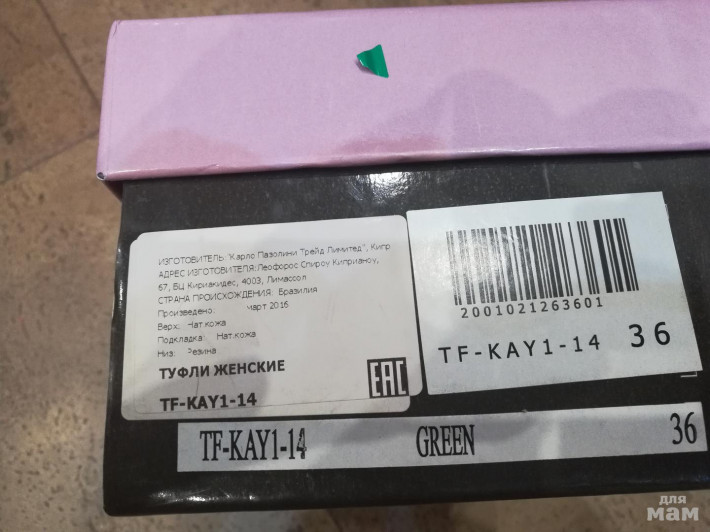 ИЗГОТОВИТЕЛЬ: "Карло Пазолини Трейд Лимитед", Кипр
АДРЕС ИЗГОТОВИТЕЛЯ:Леофорос Спироу Киприаноу,
67, БЦ Кириакидес, 4003, Лимассол
СТРАНА ПРОИСХОЖДЕНИЯ: Бразилия
Произведено: март 2016
Верх: Нат.кожа
Подкладка: Нат.кожа
Низ: Резина
ТУФЛИ ЖЕНСКИЕ
TF-KAY1-14
EAC
2001021263601
TF-KAY1-14 36
TF-KAY1-14 GREEN 36
для
мам